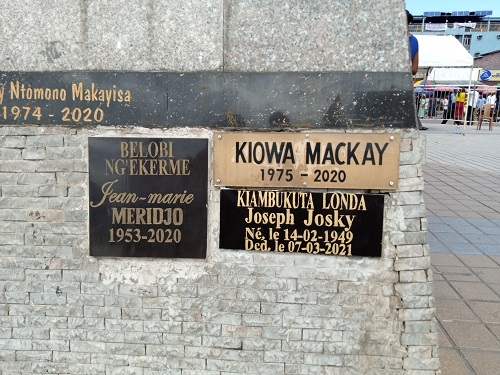 y Ntomono Makayisa
1974 - 2020
BELOBI
NG'EKERME
Jean-marie
MERIDJO
1953-2020
KIOWA MACKAY
1975 - 2020
KIAMBUKUTA LONDA
Joseph Josky
Né, le 14-02-1949
Dcd, le 07-03-2021